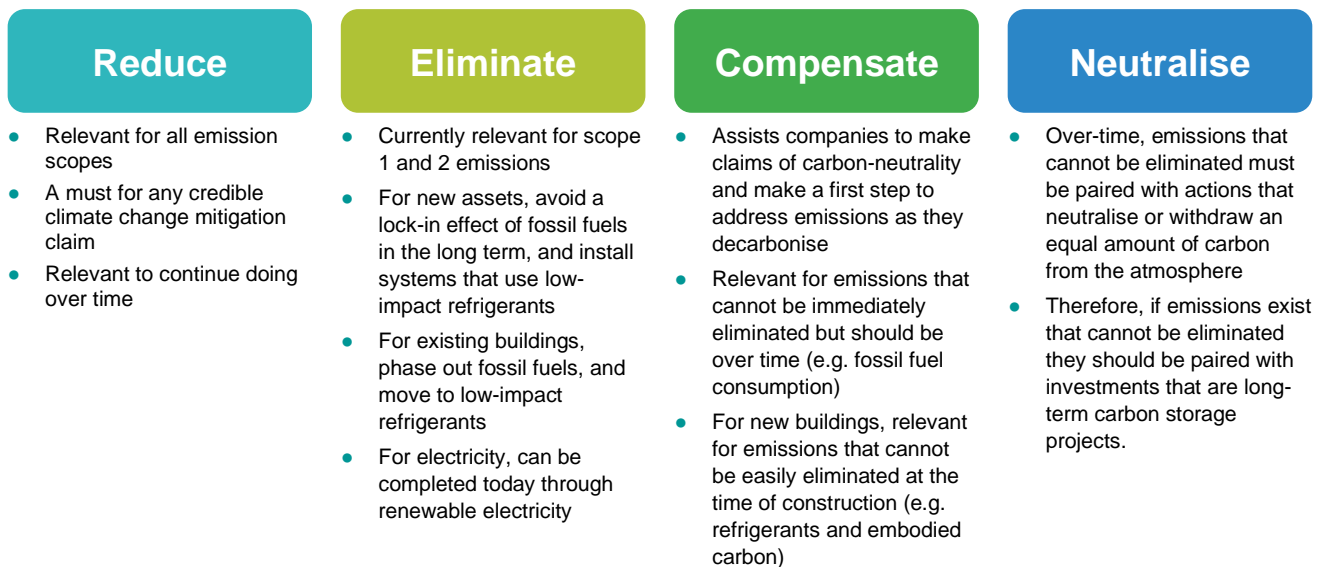 Reduce
● Relevant for all emission
scopes
● A must for any credible
climate change mitigation
claim
● Relevant to continue doing
over time
Eliminate
● Currently relevant for scope
1 and 2 emissions
● For new assets, avoid a
lock-in effect of fossil fuels
in the long term, and install
systems that use low-
impact refrigerants
● For existing buildings,
phase out fossil fuels, and
move to low-impact
refrigerants
● For electricity, can be
completed today through
renewable electricity
Compensate
● Assists companies to make
claims of carbon-neutrality
and make a first step to
address emissions as they
decarbonise
● Relevant for emissions that
cannot be immediately
eliminated but should be
over time (e.g. fossil fuel
consumption)
● For new buildings, relevant
for emissions that cannot
be easily eliminated at the
time of construction (e.g.
refrigerants and embodied
carbon)
Neutralise
● Over-time, emissions that
cannot be eliminated must
be paired with actions that
neutralise or withdraw an
equal amount of carbon
from the atmosphere
● Therefore, if emissions exist
that cannot be eliminated
they should be paired with
investments that are long-
term carbon storage
projects.